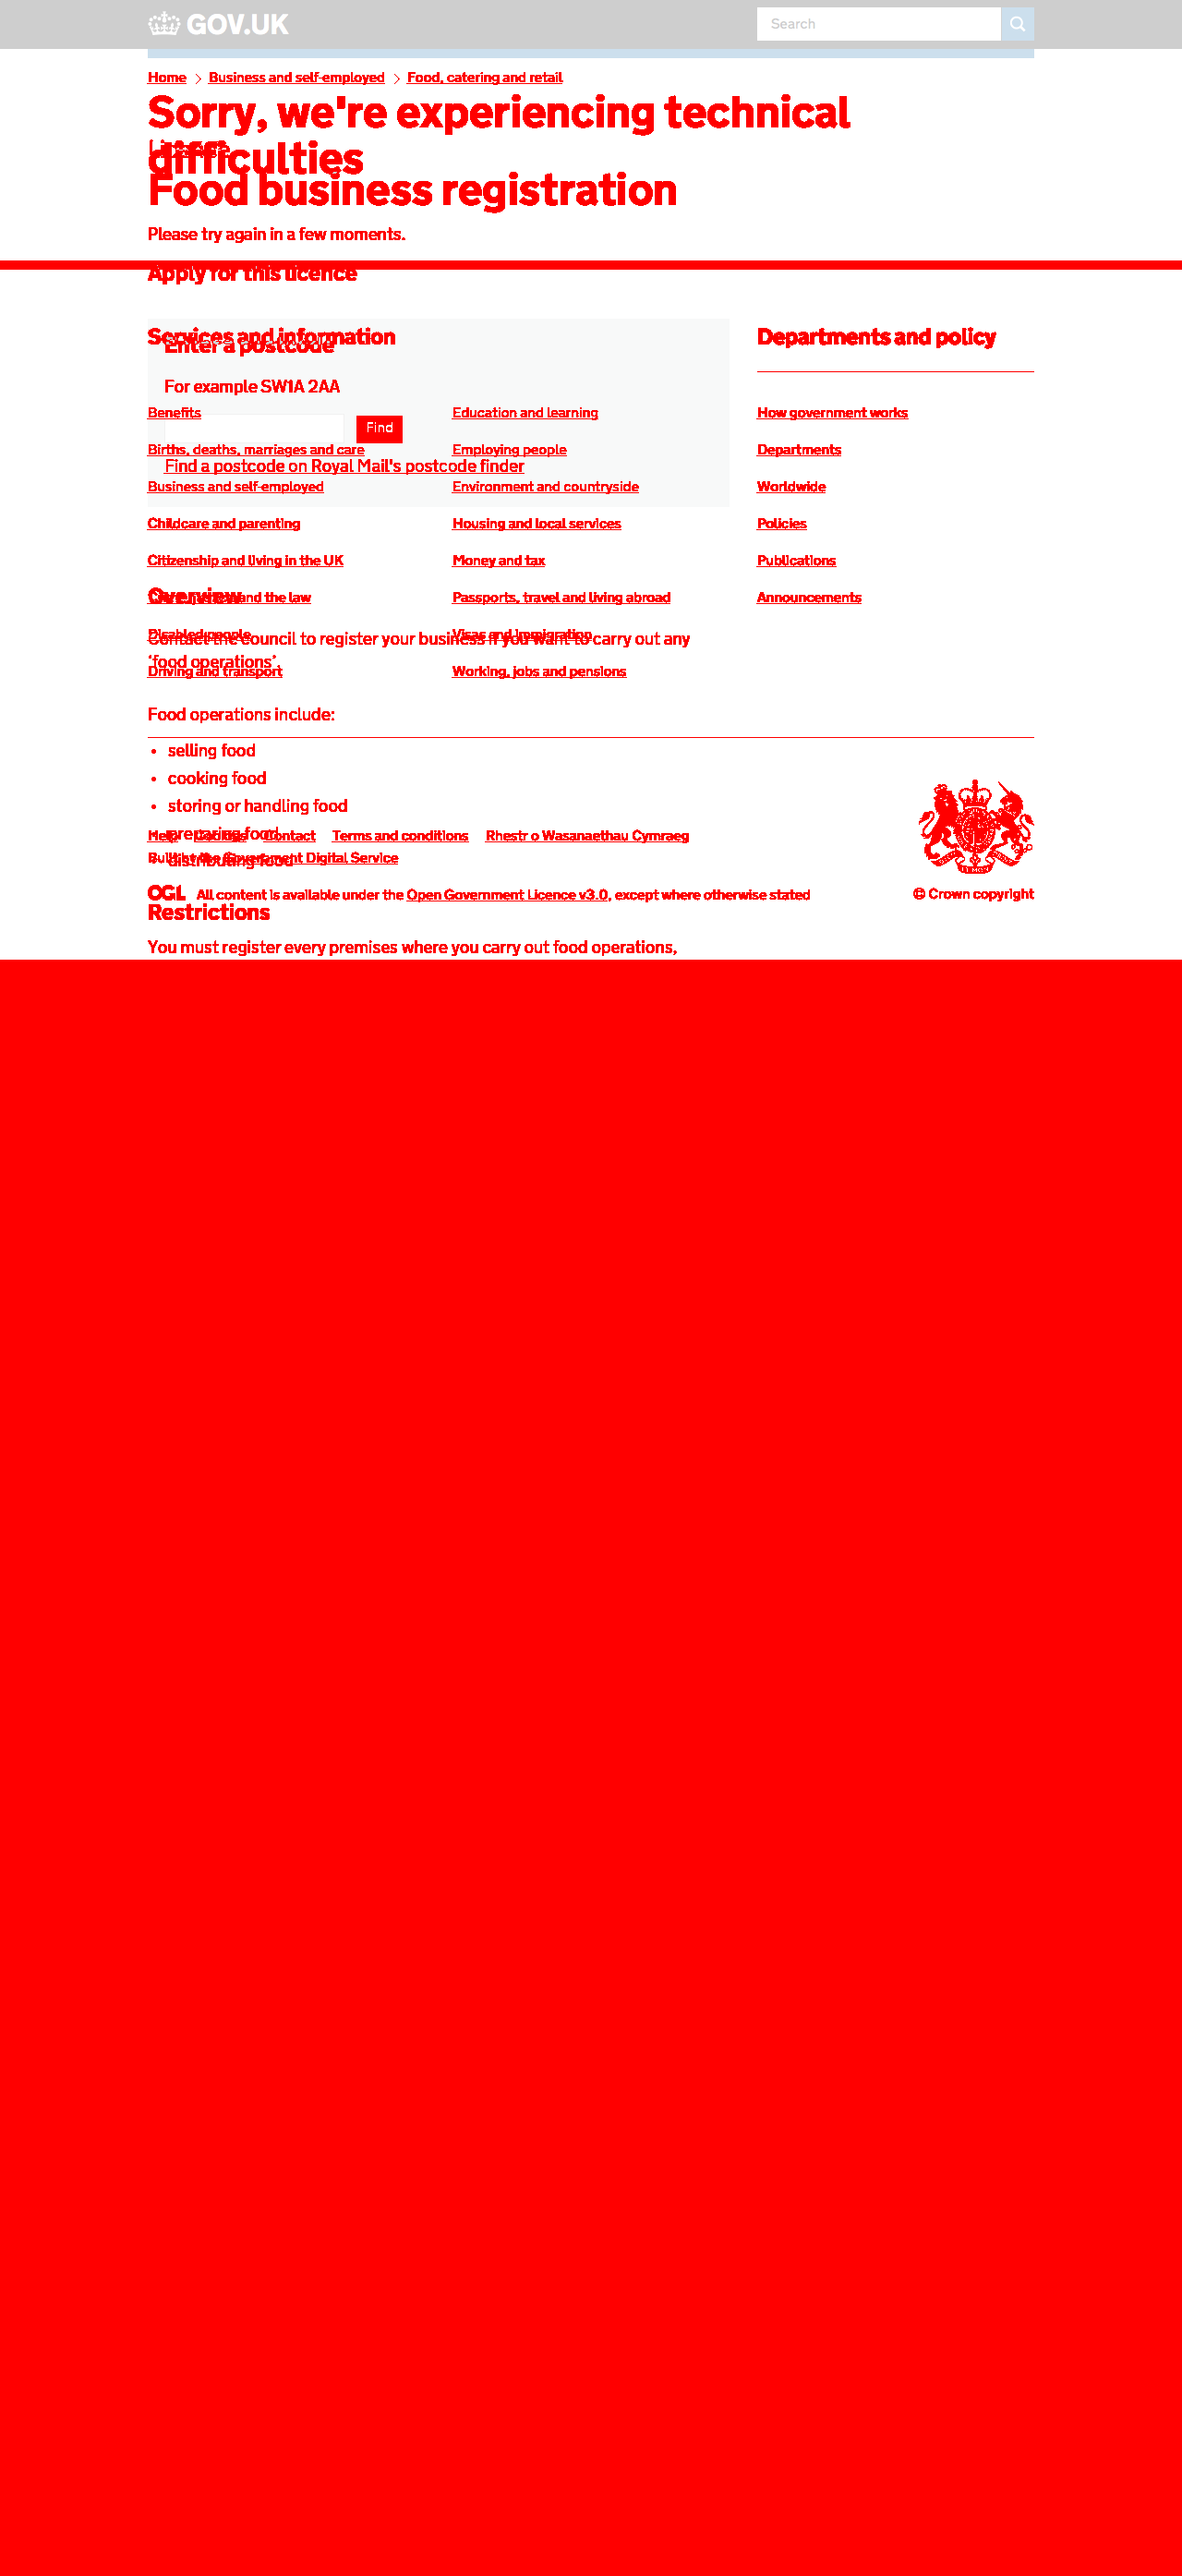 GOV.UK
Search
Home
Business and self-employed
Food, catering and retail
Sorry, we're experiencing technical
difficulties
Licence
Food business registration
Please try again in a few moments.
Apply for this licence
Services and information
Departments and policy
Enter a postcode
For example SW1A 2AA
Benefits
Education and learning
How government works
Find
Births, deaths, marriages and care
Employing people
Departments
Find a postcode on Royal Mail's postcode finder
Business and self-employed
Environment and countryside
Worldwide
Childcare and parenting
Housing and local services
Policies
Citizenship and living in the UK
Money and tax
Publications
Overview
and the law
Passports, travel and living abroad
Announcements
Disabled people
Visas and immigration
Contact the council to register your business if you want to carry out any
'food operations'.
Driving and transport
Working, jobs and pensions
Food operations include:
• selling food
• cooking food
• storing or handling food
preparing food
Help
Contact
Terms and conditions
Rhestr o Wasanaethau Cymraeg
distributing food
Government Digital Service
OGL All content is available under the Open Government Licence v3.0, except where otherwise stated
© Crown copyright
Restrictions
You must register every premises where you carry out food operations,